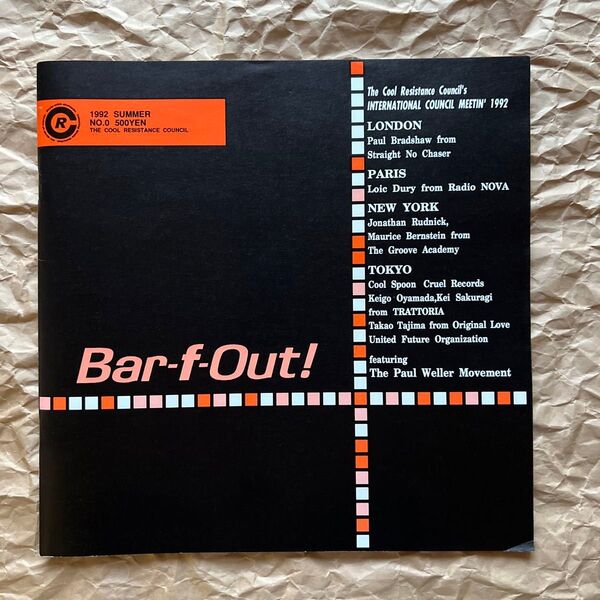 R
1992 SUMMER
NO.0 500YEN
THE COOL RESISTANCE COUNCIL
The Cool Resistance Council's
INTERNATIONAL COUNCIL MEETIN' 1992
LONDON
Paul Bradshaw from
Straight No Chaser
PARIS
Loic Dury from Radio NOVA
NEW YORK
Jonathan Rudnick,
Maurice Bernstein from
The Groove Academy
TOKYO
Cool Spoon Cruel Records
Keigo Oyamada,Kei Sakuragi
from TRATTORIA
Takao Tajima from Original Love
United Future Organization
featuring
The Paul Weller Movement
Bar-f-Out!